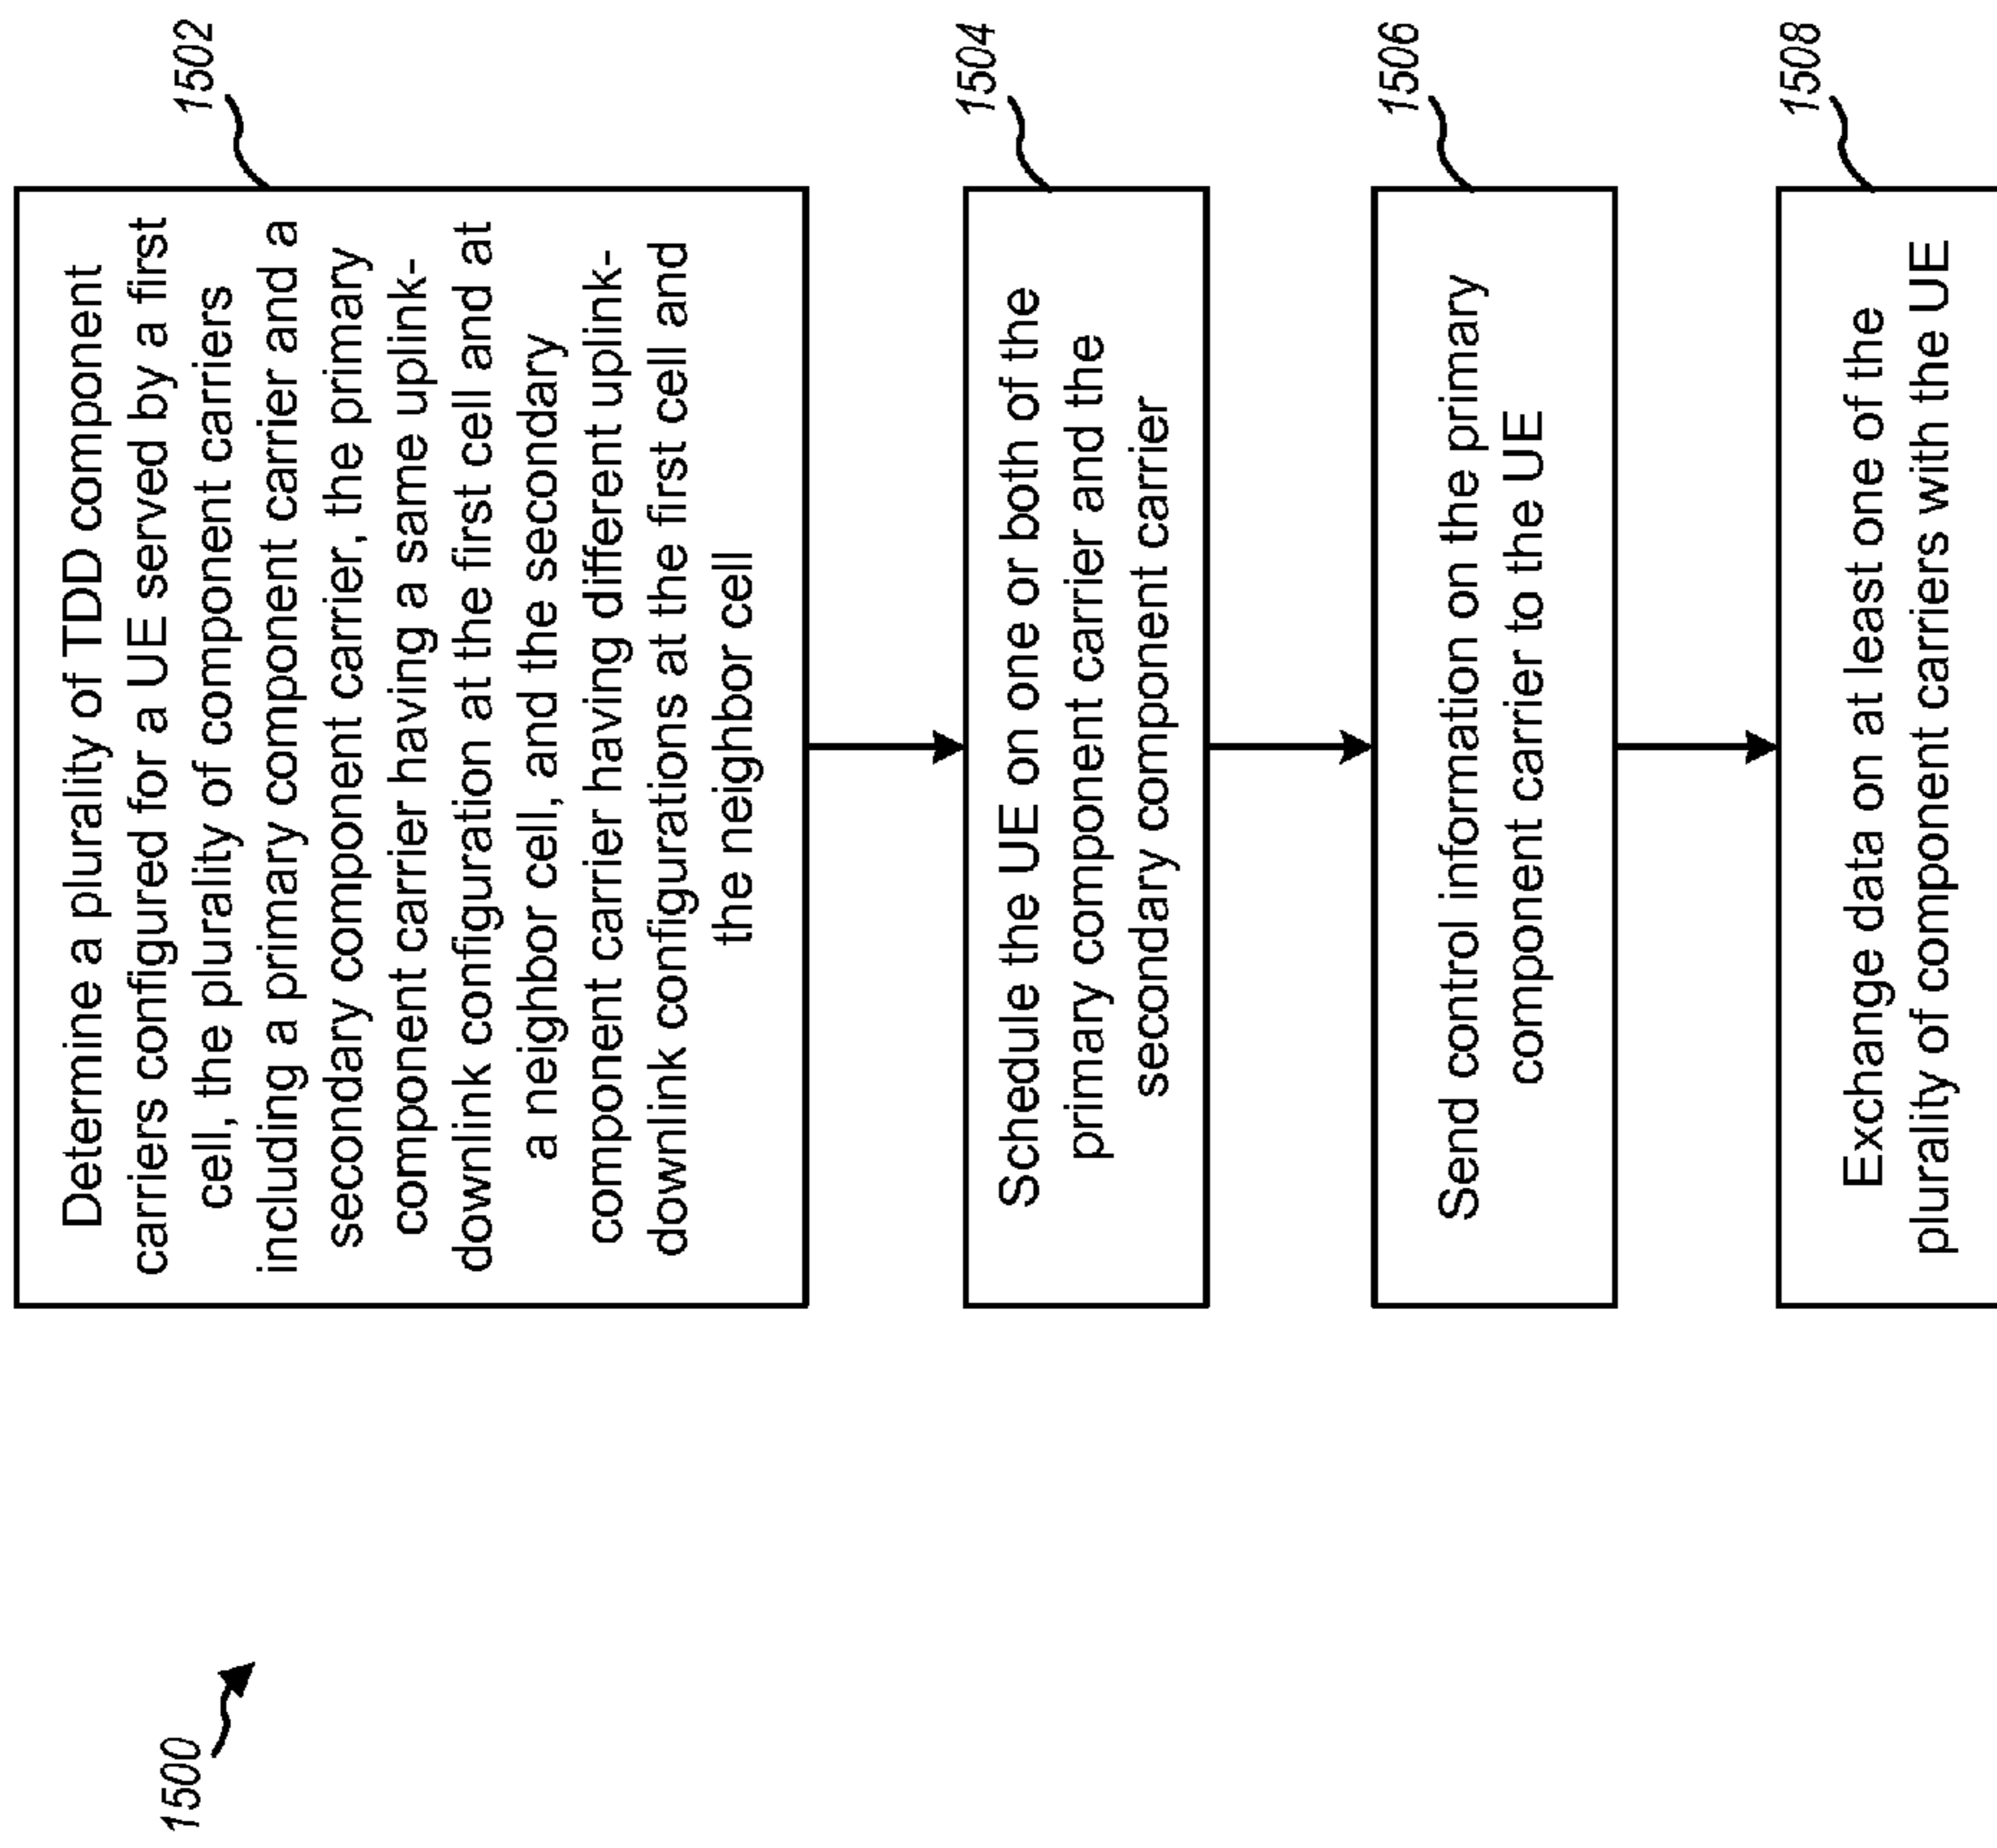 1500
1502
Determine a plurality of TDD component
carriers configured for a UE served by a first
cell, the plurality of component carriers
including a primary component carrier and a
secondary component carrier, the primary
component carrier having a same uplink-
downlink configuration at the first cell and at
a neighbor cell, and the secondary
component carrier having different uplink-
downlink configurations at the first cell and
the neighbor cell
1504
Schedule the UE on one or both of the
primary component carrier and the
secondary component carrier
1506
Send control information on the primary
component carrier to the UE
1508
Exchange data on at least one of the
plurality of component carriers with the UE